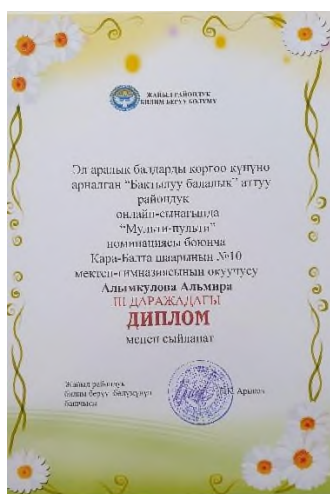 ЖАЙЫЛ РАЙОНДУК
БИЛИМ БЕРҮҮ БӨЛҮМҮ
Эл аралык балдарды коргоо күнүнө
арналган "Бактылуу балалык" аттуу
райондук
онлайн-сынагында
"Мульти-пульти"
номинациясы боюнча
Кара-Балта шаарынын №10
мектеп-гимназиясынын окуучусу
Алымкулова Альмира
III ДАРАЖАДАГЫ
ДИПЛОМ
менен сыйланат
Жайыл райондук
билим берүү бөлүмүнүн
башчысы